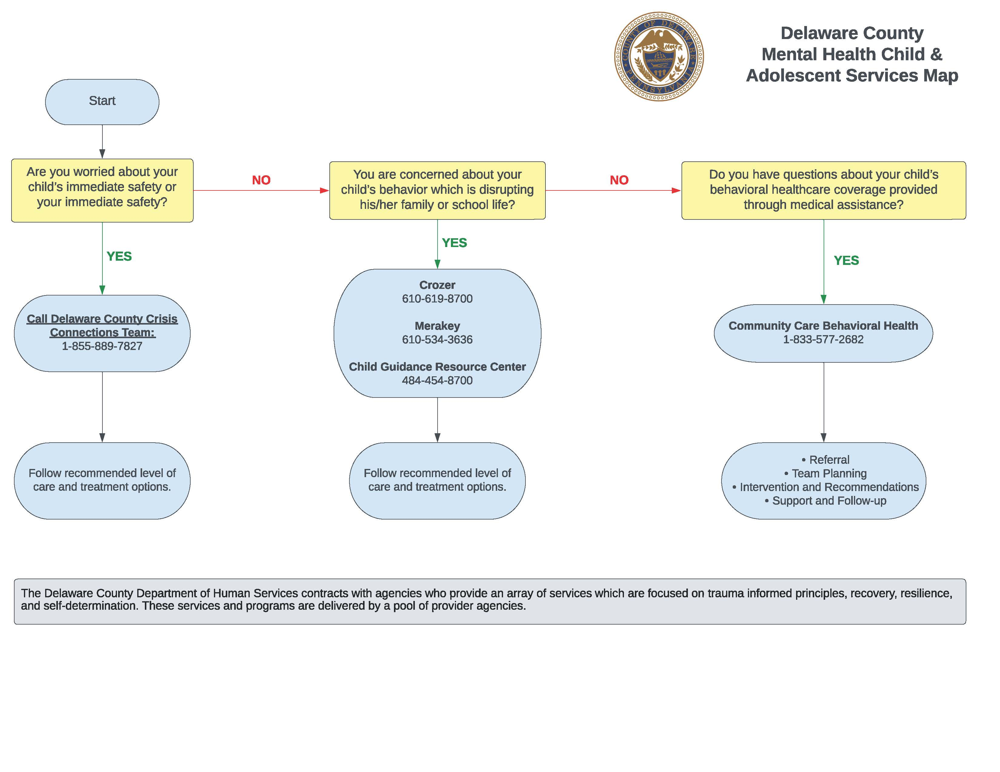 COUNTY OF DELAWARE
PENNSYLVANIA
Delaware County
Mental Health Child &
Adolescent Services Map
Start
Are you worried about your
child’s immediate safety or
your immediate safety?
NO
You are concerned about your
child’s behavior which is disrupting
his/her family or school life?
NO
Do you have questions about your child’s
behavioral healthcare coverage provided
through medical assistance?
YES
YES
YES
Call Delaware County Crisis
Connections Team:
1-855-889-7827
Crozer
610-619-8700
Merakey
610-534-3636
Child Guidance Resource Center
484-454-8700
Community Care Behavioral Health
1-833-577-2682
Follow recommended level of
care and treatment options.
Follow recommended level of
care and treatment options.
• Referral
• Team Planning
• Intervention and Recommendations
• Support and Follow-up
The Delaware County Department of Human Services contracts with agencies who provide an array of services which are focused on trauma informed principles, recovery, resilience,
and self-determination. These services and programs are delivered by a pool of provider agencies.